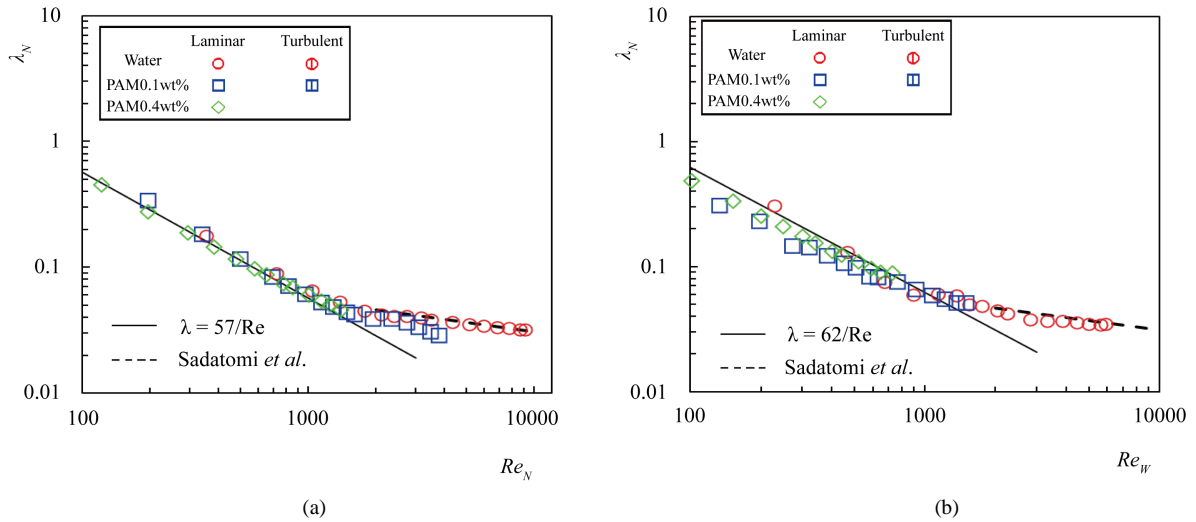 10
1
0.1
0.01
λN
Laminar Turbulent
Water
PAM0.1wt%
PAM0.4wt%
λ = 57/Re
Sadatomi et al.
100 1000 10000
ReN
(a)
10
1
0.1
0.01
λN
Laminar Turbulent
Water
PAM0.1wt%
PAM0.4wt%
λ = 62/Re
Sadatomi et al.
100 1000 10000
ReW
(b)